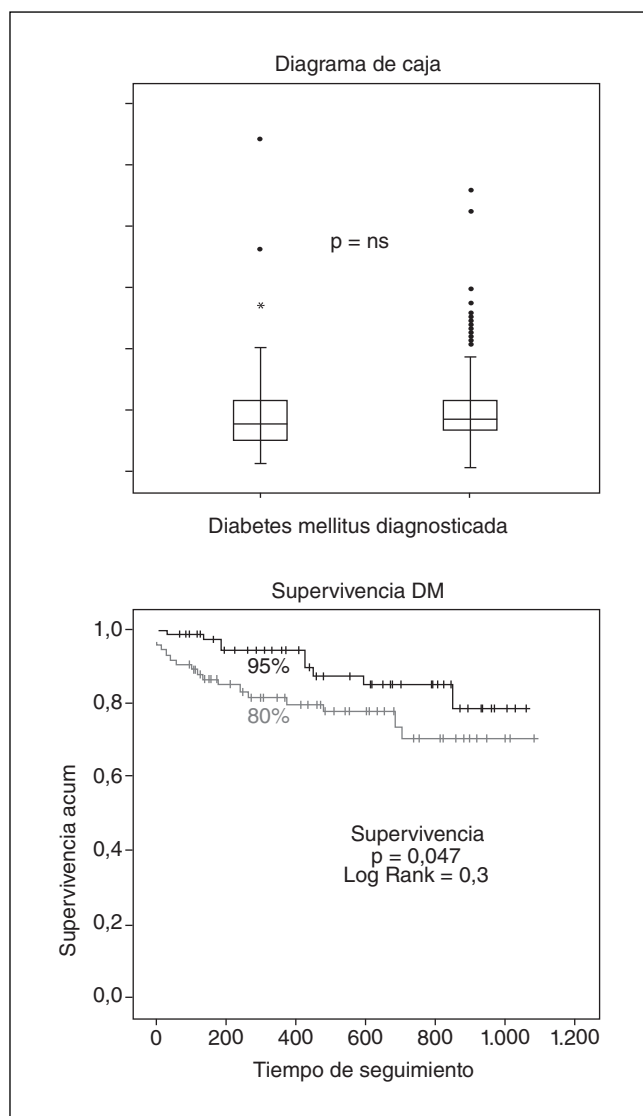 Diagrama de caja
p = ns
Diabetes mellitus diagnosticada
Supervivencia DM
1,0
0,8
0,6
0,4
0,2
0,0
Supervivencia acum
95%
80%
Supervivencia
p = 0,047
Log Rank = 0,3
0
200
400
600
800
1.000
1.200
Tiempo de seguimiento